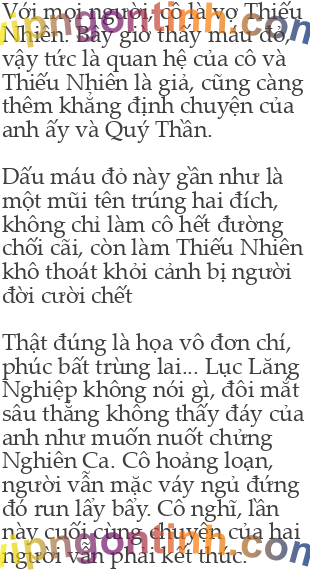 Với mọi người, cô là vợ Thiếu
Nhiên. Bây giờ thấy máu đỏ,
vậy tức là quan hệ của cô và
Thiếu Nhiên là giả, cũng càng
thêm khẳng định chuyện của
anh ấy và Quý Thần.
Dấu máu đỏ này gần như là
một mũi tên trúng hai đích,
không chỉ làm cô hết đường
chối cãi, còn làm Thiếu Nhiên
khô thoát khỏi cảnh bị người
đời cười chết
Thật đúng là họa vô đơn chí,
phúc bất trùng lai... Lục Lăng
Nghiệp không nói gì, đôi mắt
sâu thẳng không thấy đáy của
anh như muốn nuốt chửng
Nghiên Ca. Cô hoảng loạn,
người vẫn mặc váy ngủ đứng
đó run lẩy bẩy. Cô nghĩ, lần
này cuối cùng chuyện của hai
người vẫn phải kết thúc.
vipngontinh.com
vipngontinh.com